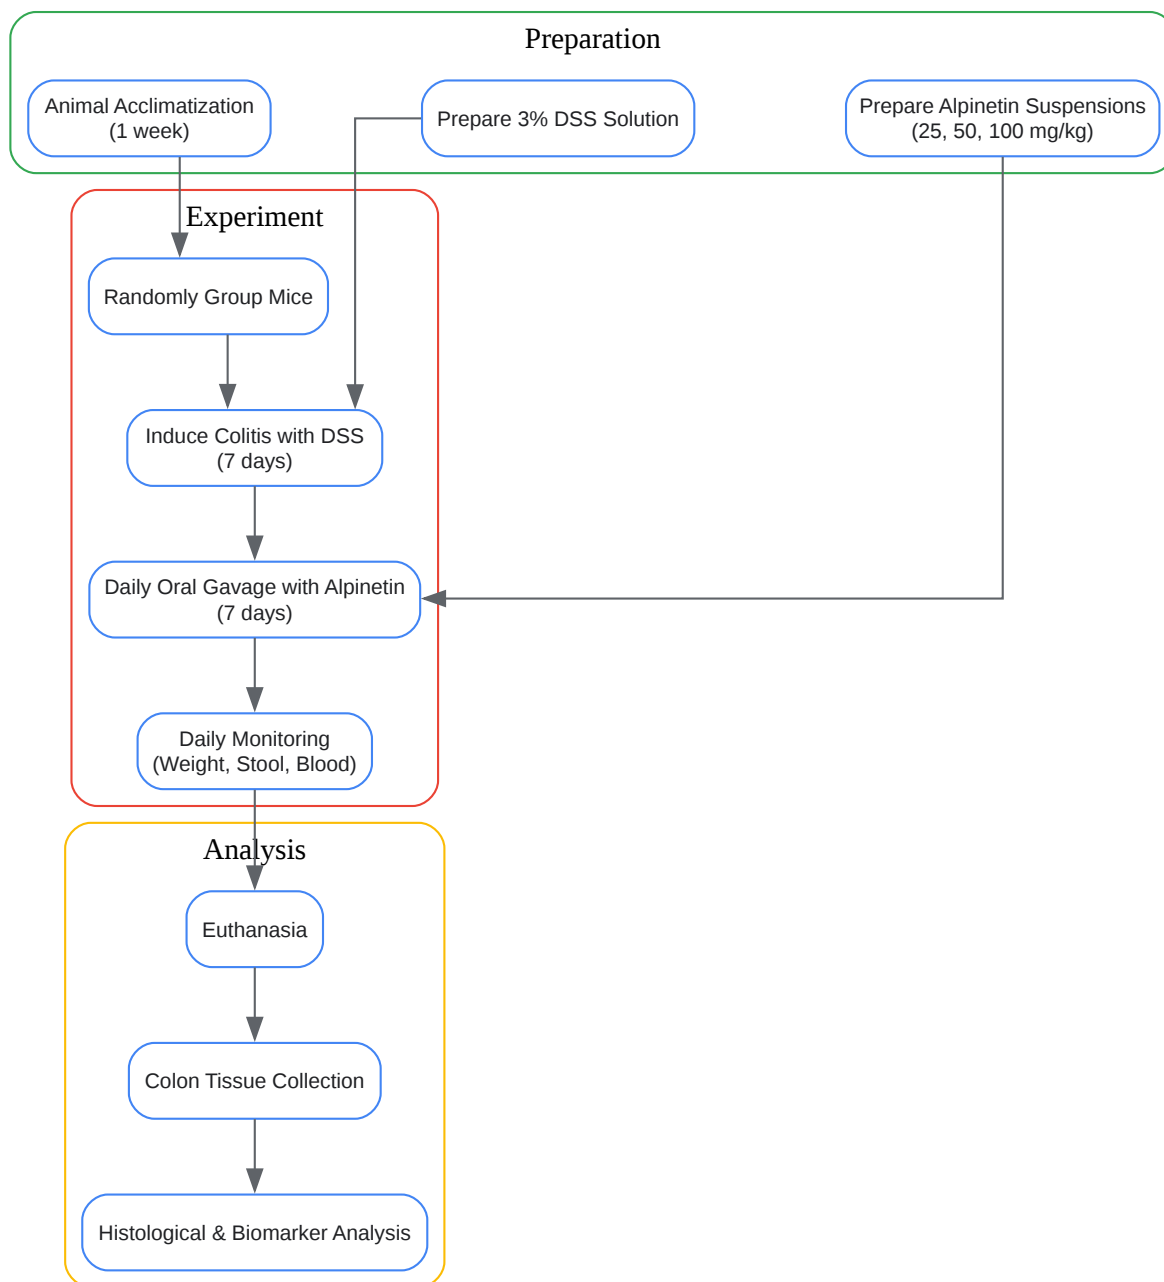 Preparation
Animal Acclimatization
(1 week)
Prepare 3% DSS Solution
Prepare Alpinetin Suspensions
(25, 50, 100 mg/kg)
Experiment
Randomly Group Mice
Induce Colitis with DSS
(7 days)
Daily Oral Gavage with Alpinetin
(7 days)
Daily Monitoring
(Weight, Stool, Blood)
Analysis
Euthanasia
Colon Tissue Collection
Histological & Biomarker Analysis